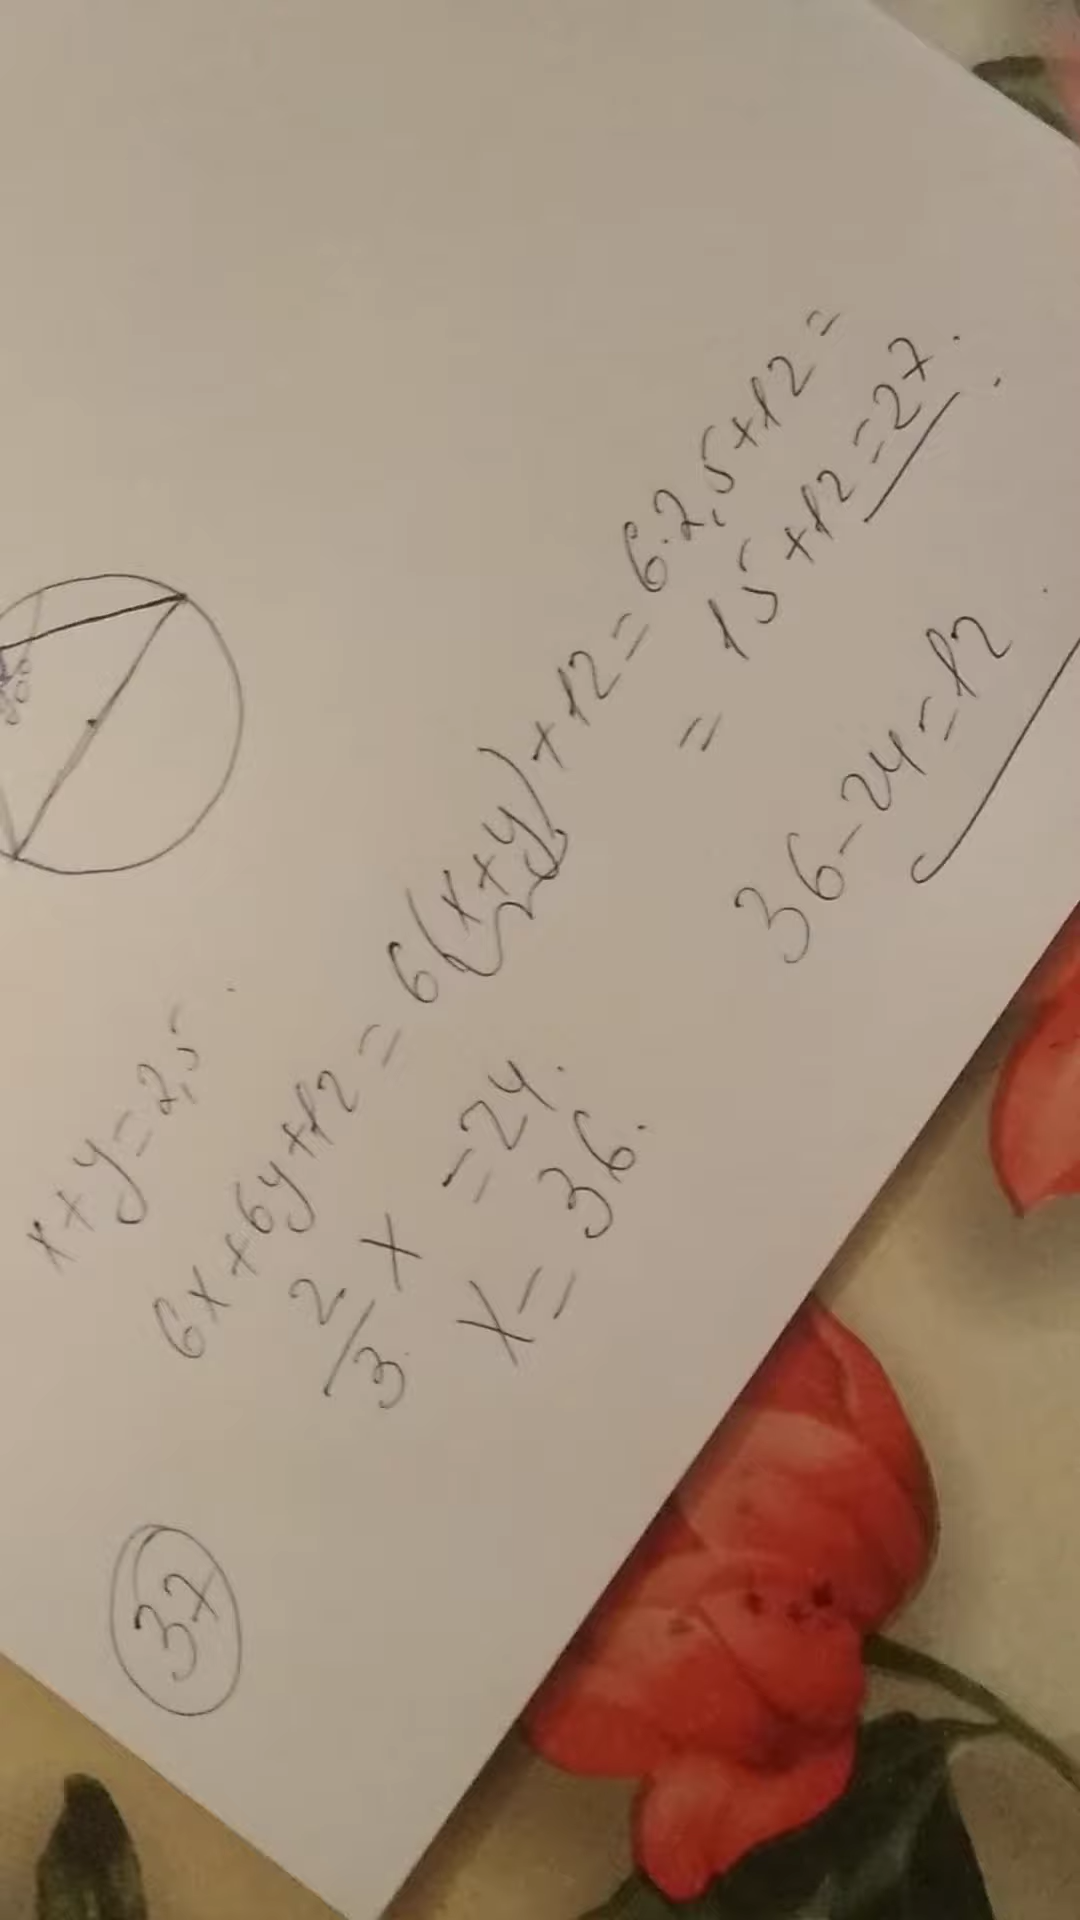 x+y=2,5.
6x+6y+12=6(x+y)+12=6·2,5+12=
=15+12=27.
2/3 x=24.
x=36.
36-24=12
37